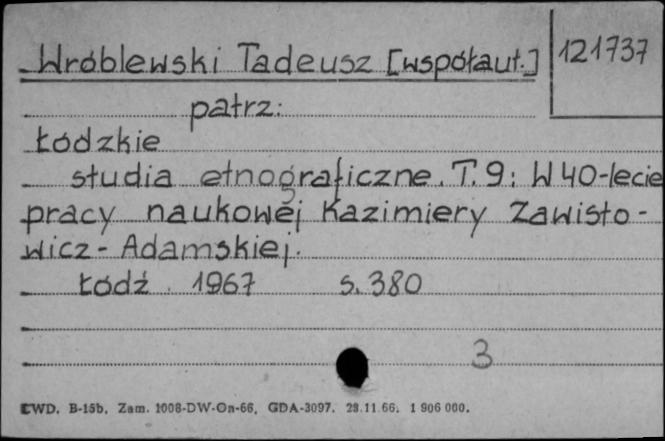 Wróblewski Tadeusz [współaut.] 121737
patrz:
Łódzkie
studia etnograficzne. T. 9: W 40-lecie
pracy naukowej Kazimiery Zawisto-
wicz - Adamskiej.
Łódź. 1967 s. 380
3
CWD. B-15b. Zam. 1008-DW-On-66. GDA-3097. 28.11.66. 1 906 000.